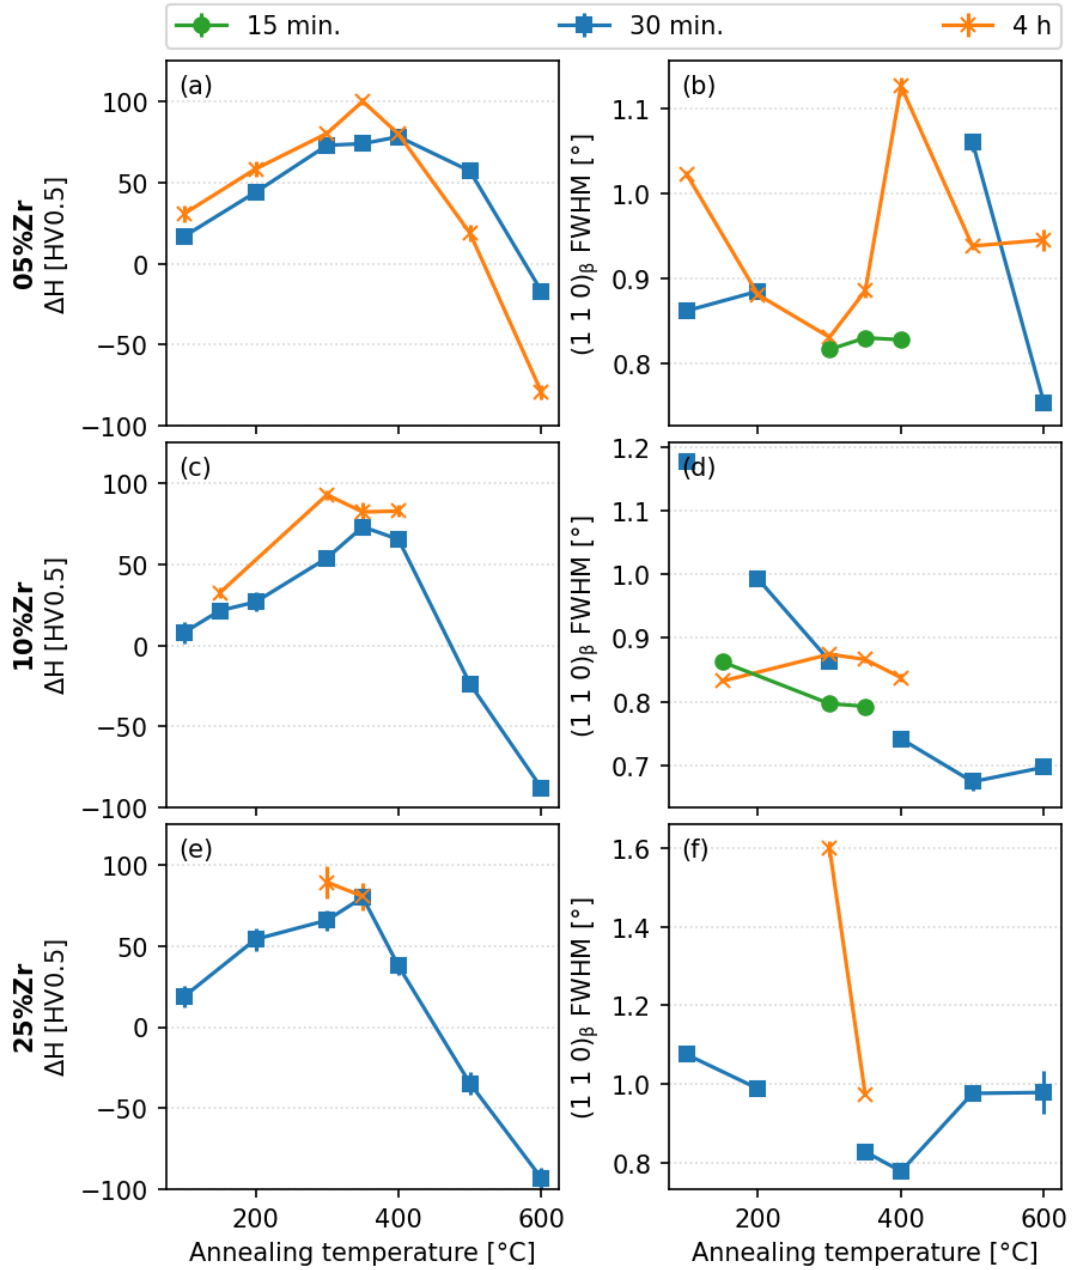 15 min. 30 min. 4 h
05%Zr
ΔH [HV0.5]
(a)
100
50
0
−50
−100
(1 1 0)β FWHM [°]
(b)
1.1
1.0
0.9
0.8
10%Zr
ΔH [HV0.5]
(c)
100
50
0
−50
−100
(1 1 0)β FWHM [°]
(d)
1.2
1.1
1.0
0.9
0.8
0.7
25%Zr
ΔH [HV0.5]
(e)
100
50
0
−50
−100
(1 1 0)β FWHM [°]
(f)
1.6
1.4
1.2
1.0
0.8
200 400 600
200 400 600
Annealing temperature [°C]
Annealing temperature [°C]